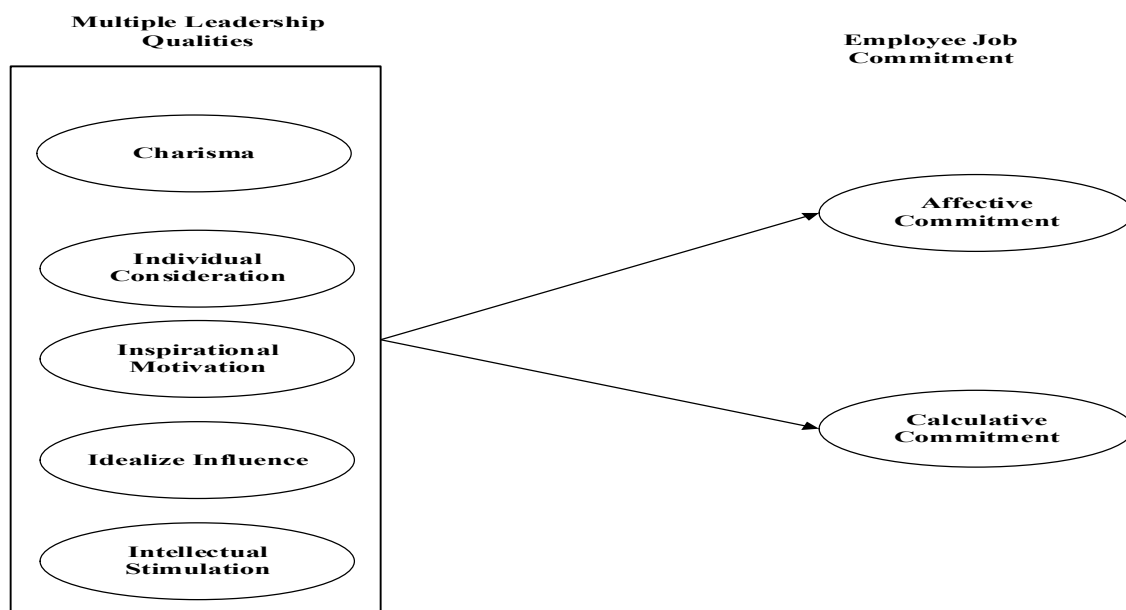 Multiple Leadership
Qualities
Employee Job
Commitment
Charisma
Individual
Consideration
Inspirational
Motivation
Idealize Influence
Intellectual
Stimulation
Affective
Commitment
Calculative
Commitment